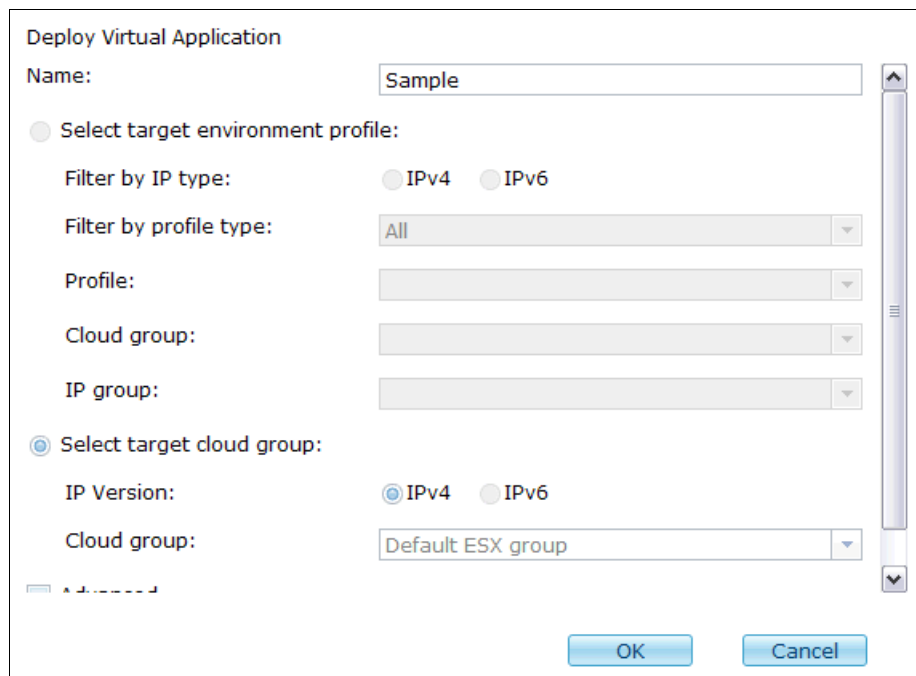 Deploy Virtual Application
Name: Sample
Select target environment profile:
Filter by IP type: IPv4 IPv6
Filter by profile type: All
Profile:
Cloud group:
IP group:
Select target cloud group:
IP Version: IPv4 IPv6
Cloud group: Default ESX group
Advanced
OK Cancel